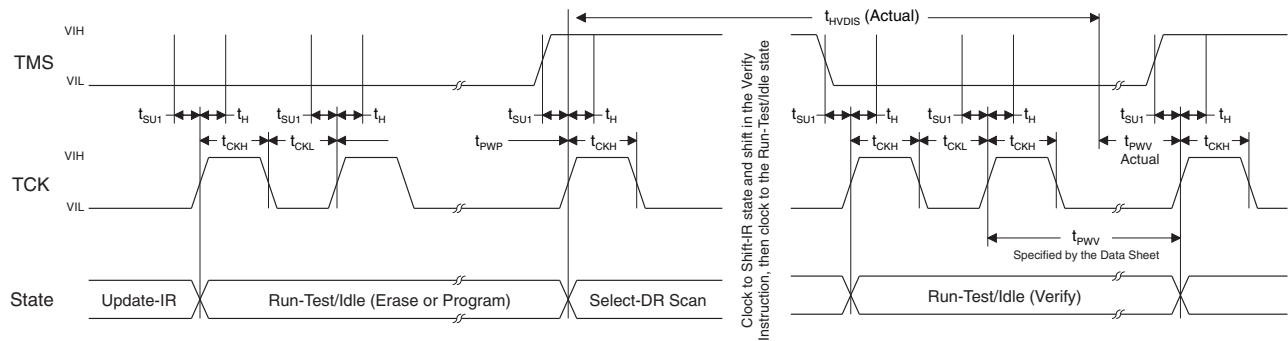 tHVDIS (Actual)
TMS
VIH
VIL
tSU1
tH
tSU1
tH
tSU1
tH
tSU1
tH
tSU1
tH
tSU1
tH
tCKH
tCKL
tPWP
tCKH
tCKH
tCKL
tCKH
tPWV
Actual
tCKH
TCK
VIH
VIL
tPWV
Specified by the Data Sheet
State
Update-IR
Run-Test/Idle (Erase or Program)
Select-DR Scan
Clock to Shift-IR state and shift in the Verify
Instruction, then clock to the Run-Test/Idle state
Run-Test/Idle (Verify)